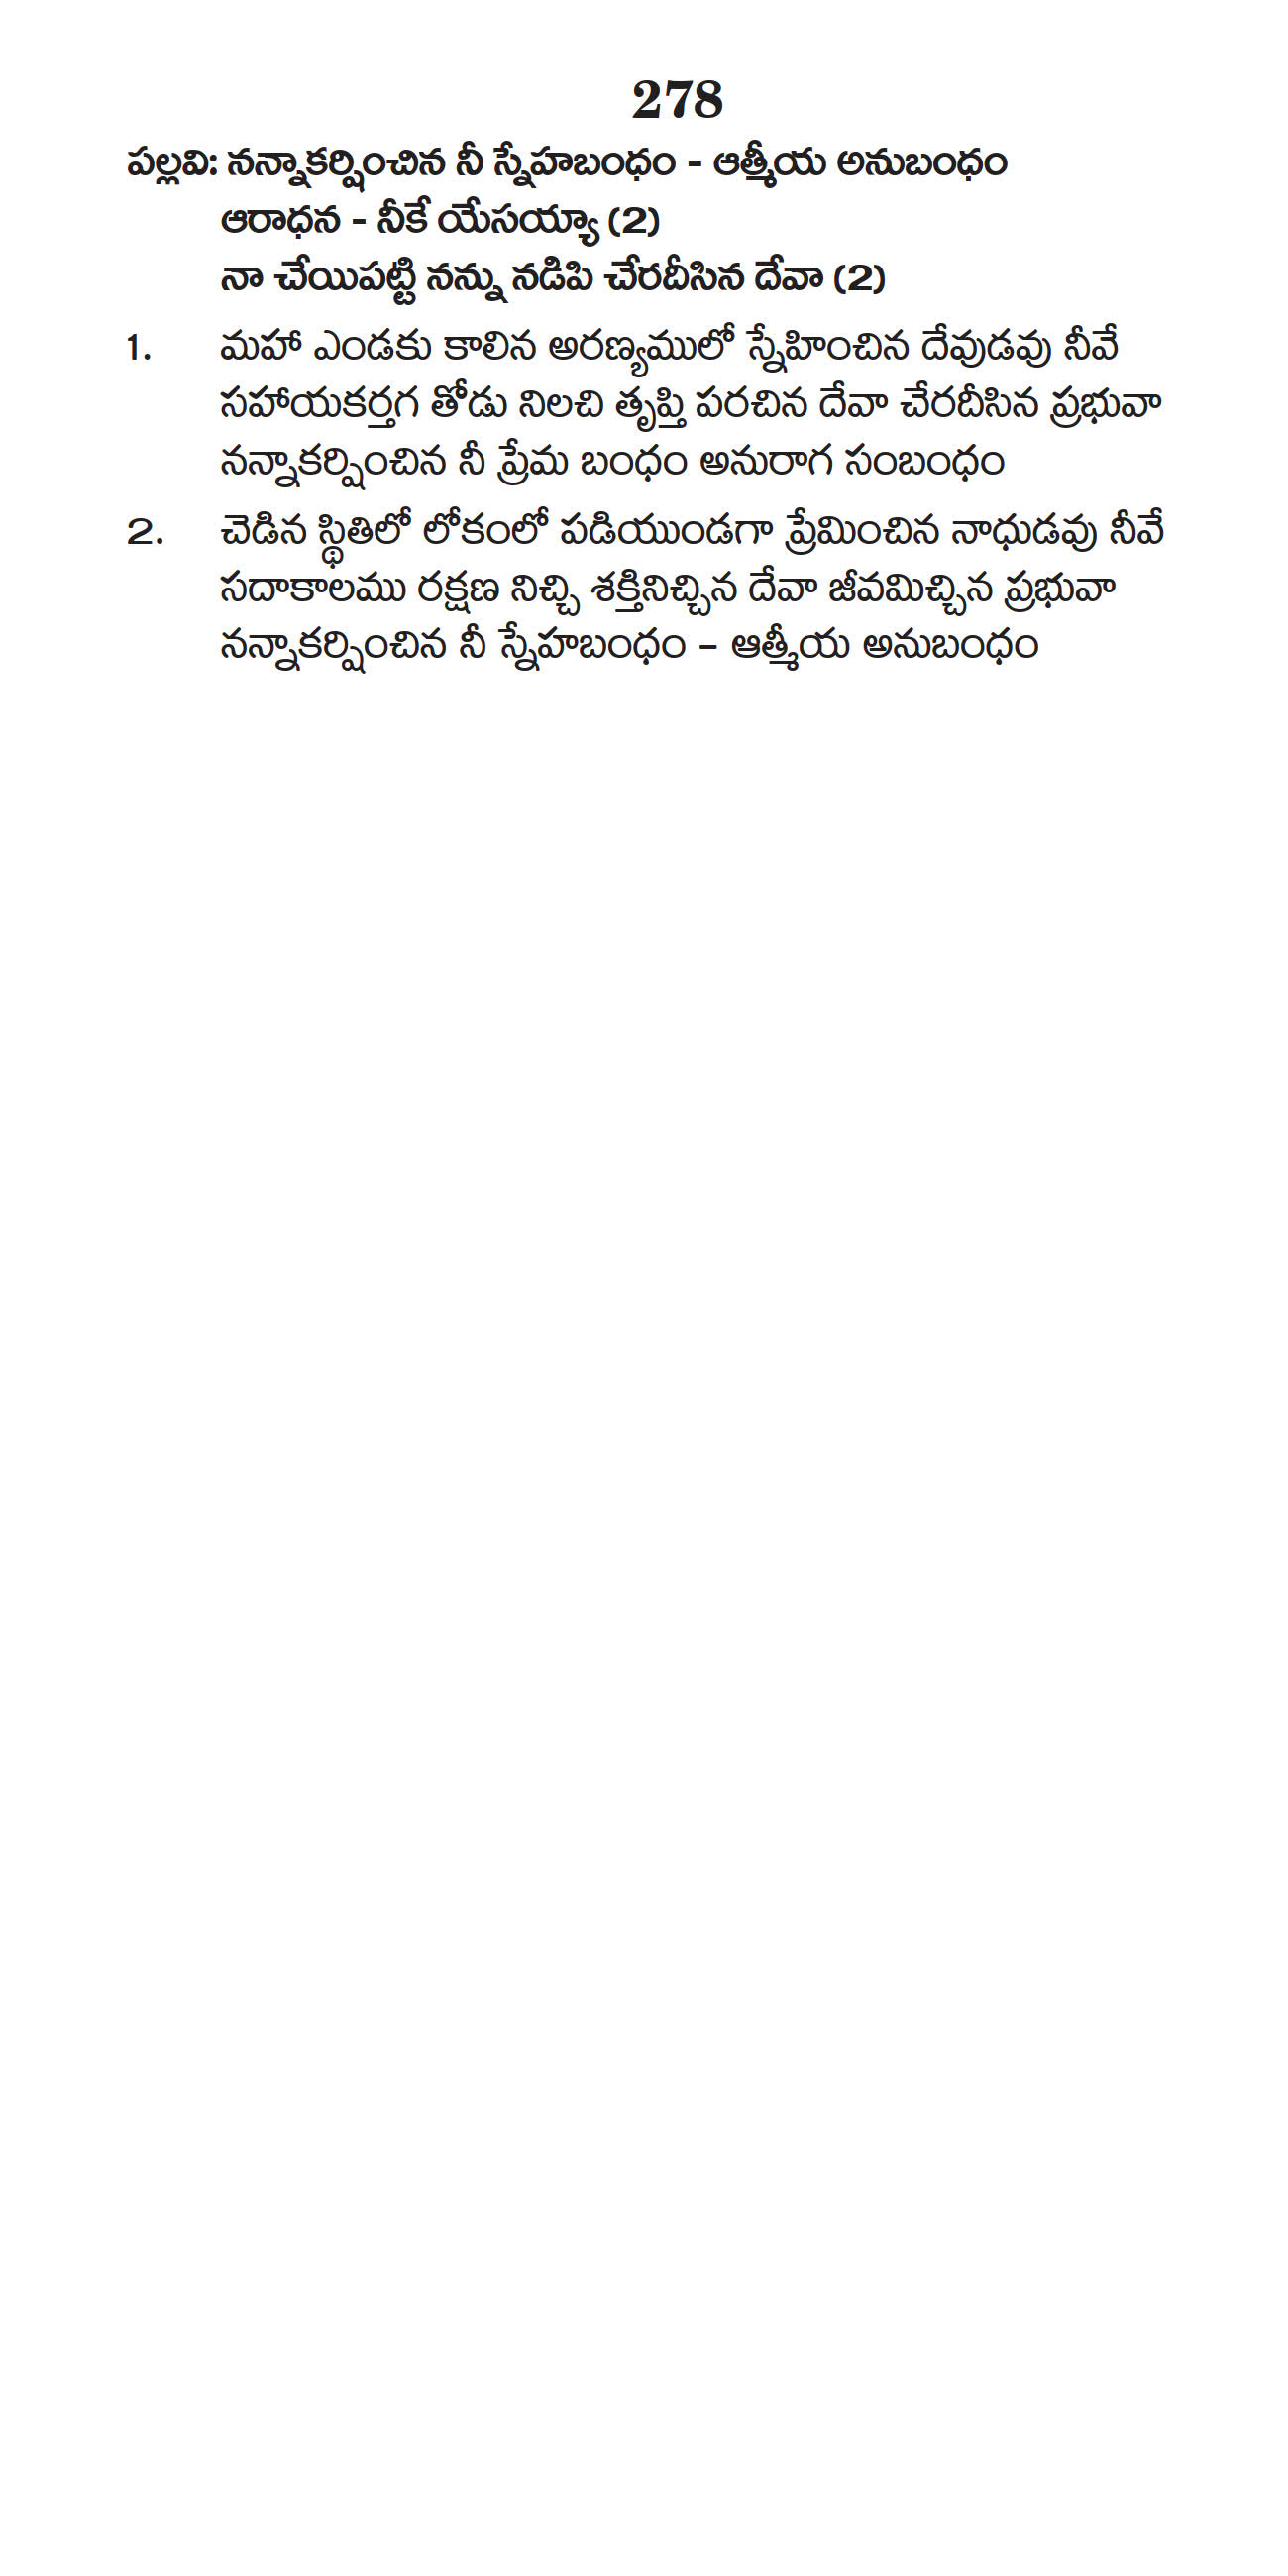 278
పల్లవి: నన్నాకర్షించిన నీ స్నేహబంధం - ఆత్మీయ అనుబంధం
ఆరాధన - నీకే యేసయ్యా (2)
నా చేయిపట్టి నన్ను నడిపి చేరదీసిన దేవా (2)
1. మహా ఎండకు కాలిన అరణ్యములో స్నేహించిన దేవుడవు నీవే
సహాయకర్తగ తోడు నిలచి తృప్తి పరచిన దేవా చేరదీసిన ప్రభువా
నన్నాకర్షించిన నీ ప్రేమ బంధం అనురాగ సంబంధం
2. చెడిన స్థితిలో లోకంలో పడియుండగా ప్రేమించిన నాధుడవు నీవే
సదాకాలము రక్షణ నిచ్చి శక్తినిచ్చిన దేవా జీవమిచ్చిన ప్రభువా
నన్నాకర్షించిన నీ స్నేహబంధం – ఆత్మీయ అనుబంధం